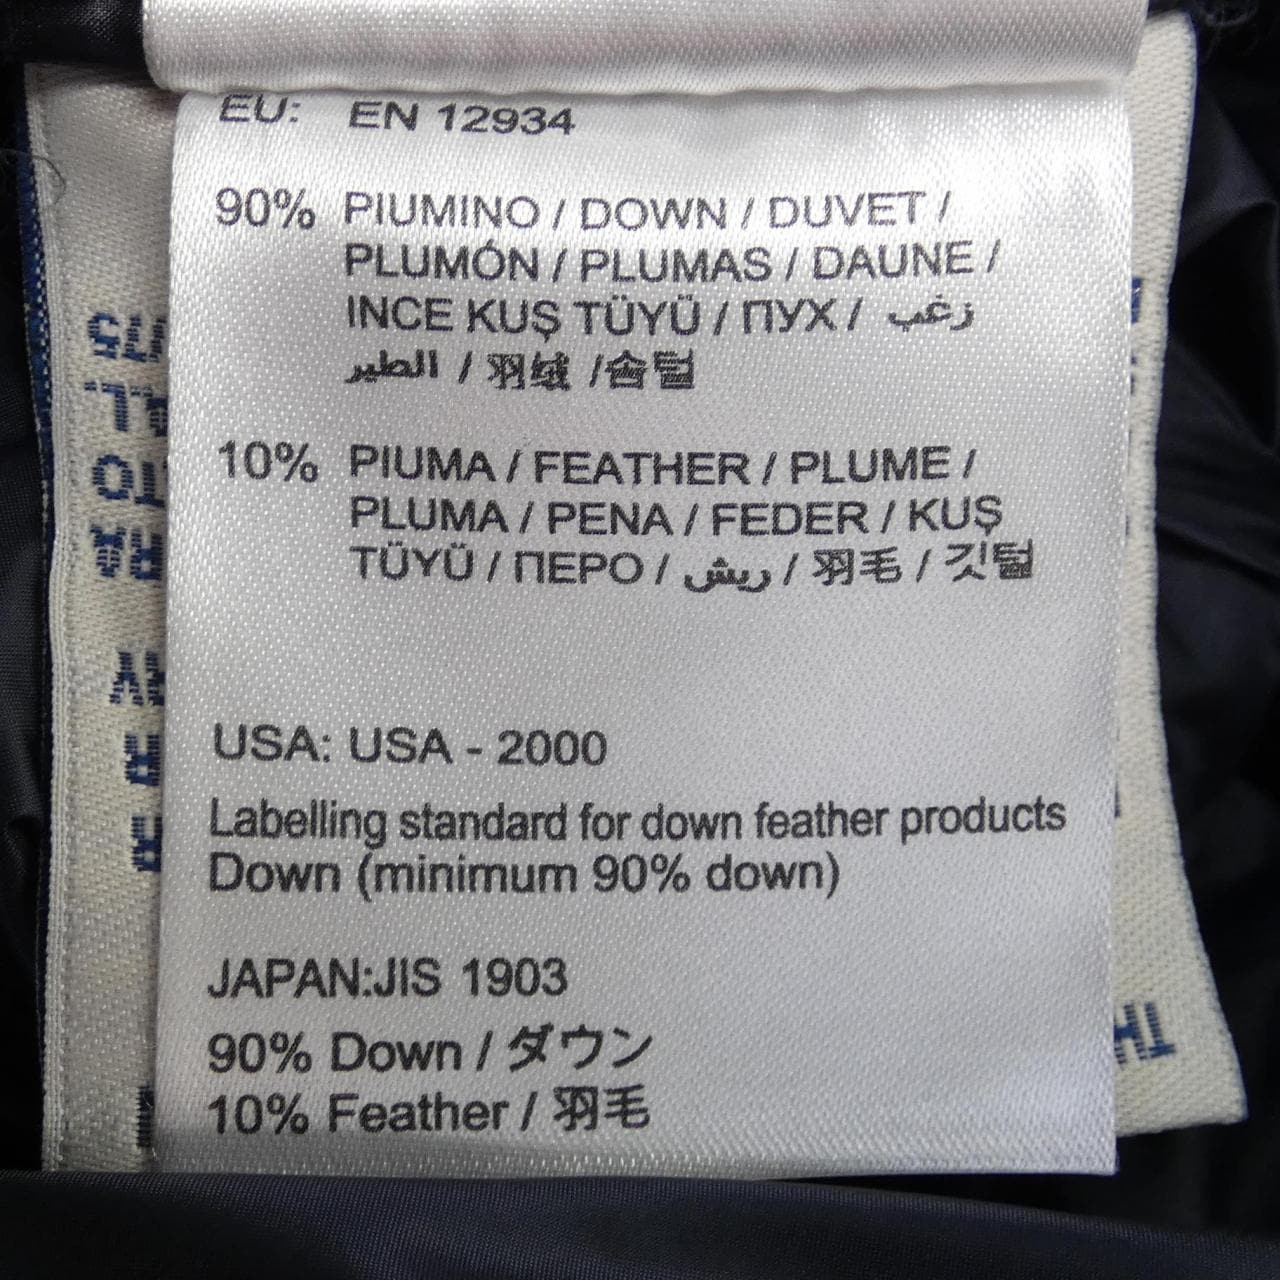 EU: EN 12934
90% PIUMINO / DOWN / DUVET /
PLUMÓN / PLUMAS / DAUNE /
INCE KUŞ TÜYÜ / ПУХ / زغب
الطير / 羽绒 /솜털
10% PIUMA / FEATHER / PLUME /
PLUMA / PENA / FEDER / KUŞ
TÜYÜ / ПЕРО / ريش / 羽毛 / 깃털
USA: USA - 2000
Labelling standard for down feather products
Down (minimum 90% down)
JAPAN:JIS 1903
90% Down / ダウン
10% Feather / 羽毛